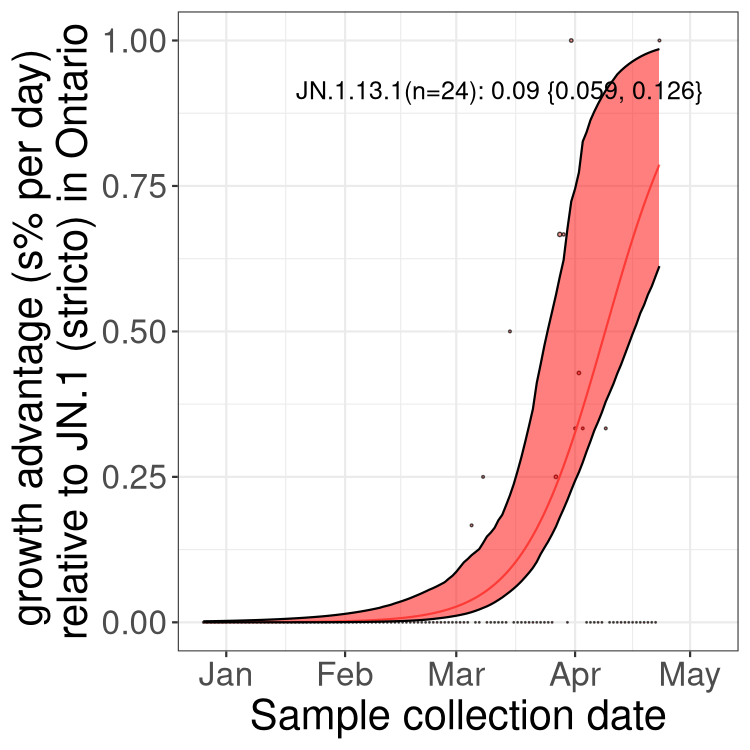 growth advantage (s% per day)
relative to JN.1 (stricto) in Ontario
1.00
0.75
0.50
0.25
0.00
JN.1.13.1(n=24): 0.09 {0.059, 0.126}
Jan Feb Mar Apr May
Sample collection date